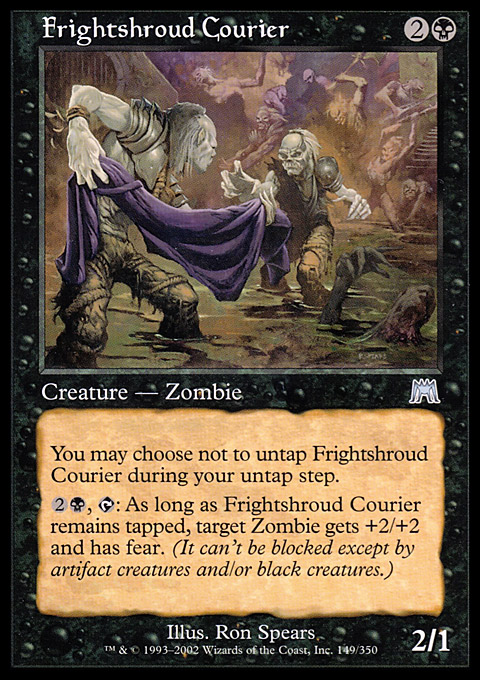 Frightshroud Courier 2
Creature — Zombie
You may choose not to untap Frightshroud
Courier during your untap step.
2, : As long as Frightshroud Courier
remains tapped, target Zombie gets +2/+2
and has fear. (It can't be blocked except by
artifact creatures and/or black creatures.)
Illus. Ron Spears
2/1
™ & © 1993–2002 Wizards of the Coast, Inc. 149/350